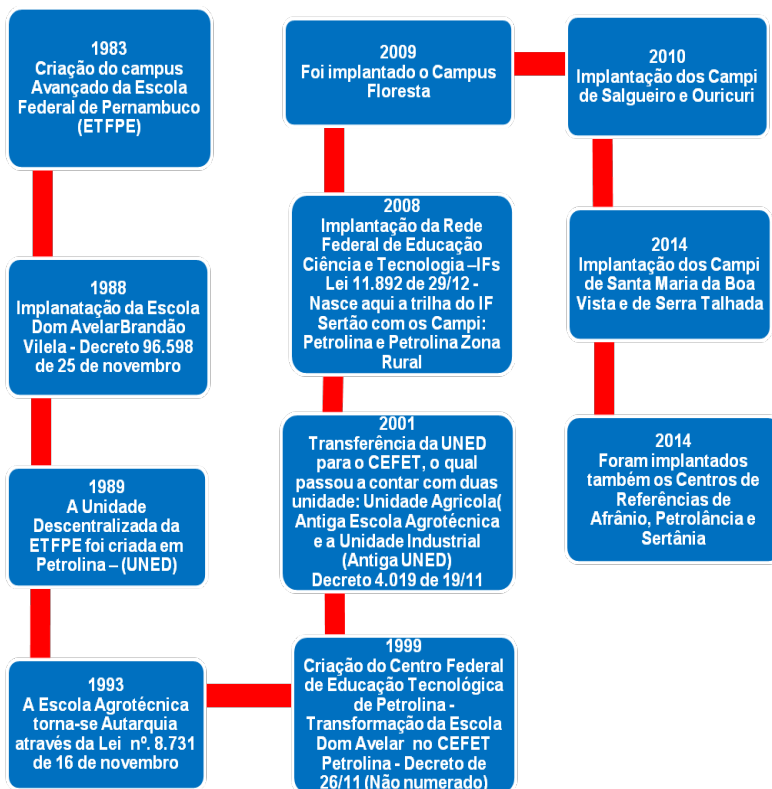 1983
Criação do campus
Avançado da Escola
Federal de Pernambuco
(ETFPE)
1988
Implanatação da Escola
Dom AvelarBrandão
Vilela - Decreto 96.598
de 25 de novembro
1989
A Unidade
Descentralizada da
ETFPE foi criada em
Petrolina – (UNED)
1993
A Escola Agrotécnica
torna-se Autarquia
através da Lei nº. 8.731
de 16 de novembro
1999
Criação do Centro Federal
de Educação Tecnológica
de Petrolina -
Transformação da Escola
Dom Avelar no CEFET
Petrolina - Decreto de
26/11 (Não numerado)
2001
Transferência da UNED
para o CEFET, o qual
passou a contar com duas
unidade: Unidade Agricola(
Antiga Escola Agrotécnica
e a Unidade Industrial
(Antiga UNED)
Decreto 4.019 de 19/11
2008
Implantação da Rede
Federal de Educação
Ciência e Tecnologia –IFs
Lei 11.892 de 29/12 -
Nasce aqui a trilha do IF
Sertão com os Campi:
Petrolina e Petrolina Zona
Rural
2009
Foi implantado o Campus
Floresta
2010
Implantação dos Campi
de Salgueiro e Ouricuri
2014
Implantação dos Campi
de Santa Maria da Boa
Vista e de Serra Talhada
2014
Foram implantados
também os Centros de
Referências de
Afrânio, Petrolância e
Sertânia